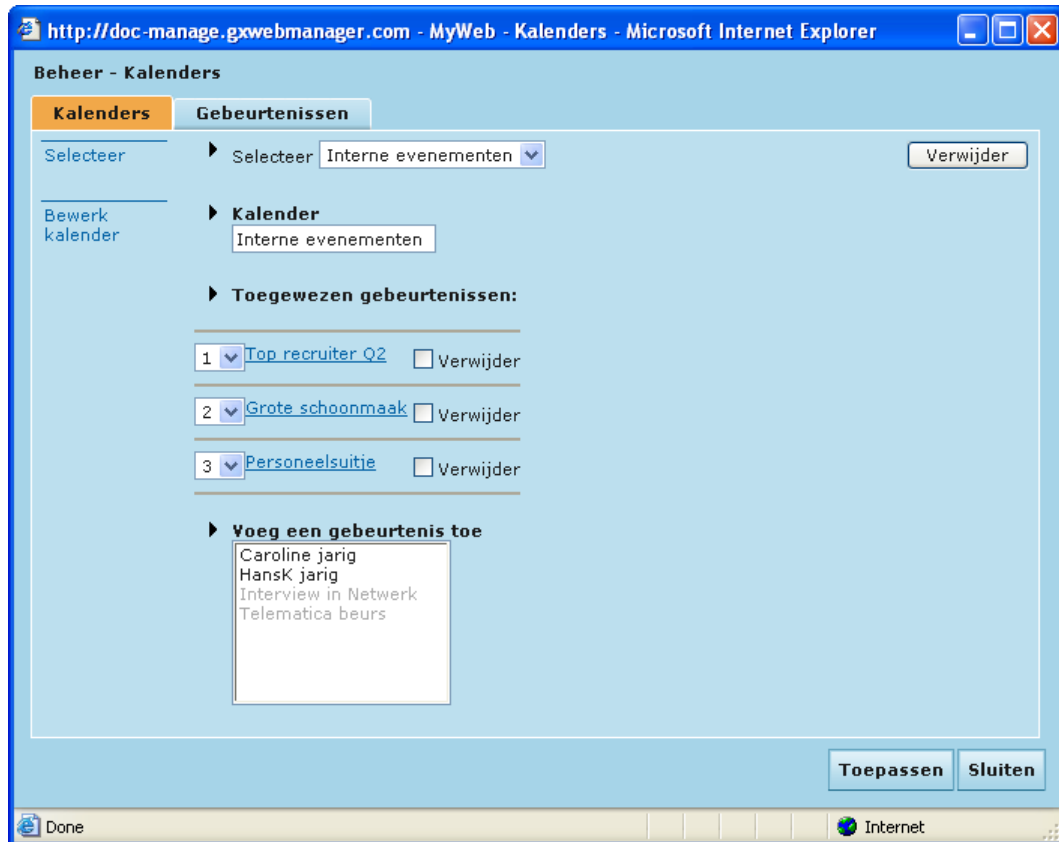 http://doc-manage.gxwebmanager.com - MyWeb - Kalenders - Microsoft Internet Explorer
Beheer - Kalenders
Kalenders
Gebeurtenissen
Selecteer
Selecteer Interne evenementen
Verwijder
Bewerk
kalender
Kalender
Interne evenementen
Toegewezen gebeurtenissen:
1 Top recruiter Q2 Verwijder
2 Grote schoonmaak Verwijder
3 Personeelsuitje Verwijder
Voeg een gebeurtenis toe
Caroline jarig
HansK jarig
Interview in Netwerk
Telematica beurs
Toepassen
Sluiten
Done
Internet